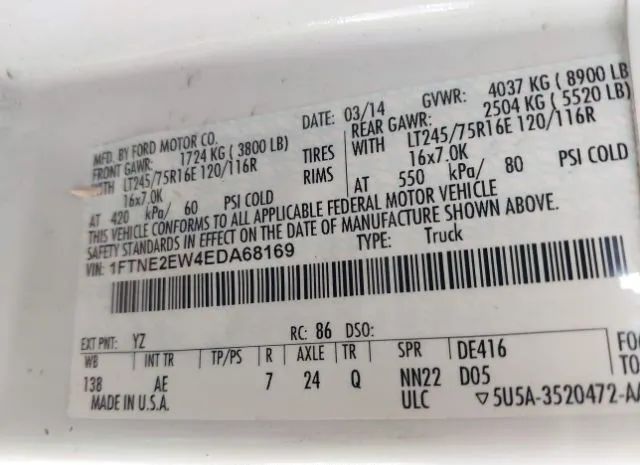 MFD. BY FORD MOTOR CO. DATE: 03/14 GVWR: 4037 KG (8900 LB
FRONT GAWR: 1724 KG (3800 LB) REAR GAWR: 2504 KG (5520 LB)
WITH LT245/75R16E 120/116R TIRES WITH LT245/75R16E 120/116R
16x7.0K RIMS 16x7.0K
AT 420 kPa/ 60 PSI COLD AT 550 kPa/ 80 PSI COLD
THIS VEHICLE CONFORMS TO ALL APPLICABLE FEDERAL MOTOR VEHICLE
SAFETY STANDARDS IN EFFECT ON THE DATE OF MANUFACTURE SHOWN ABOVE.
VIN: 1FTNE2EW4EDA68169 TYPE: Truck
EXT PNT: YZ RC: 86 DSO:
WB INT TR TP/PS R AXLE TR SPR DE416
138 AE 7 24 Q NN22 D05
MADE IN U.S.A. ULC ▽5U5A-3520472-AA
FO
TO